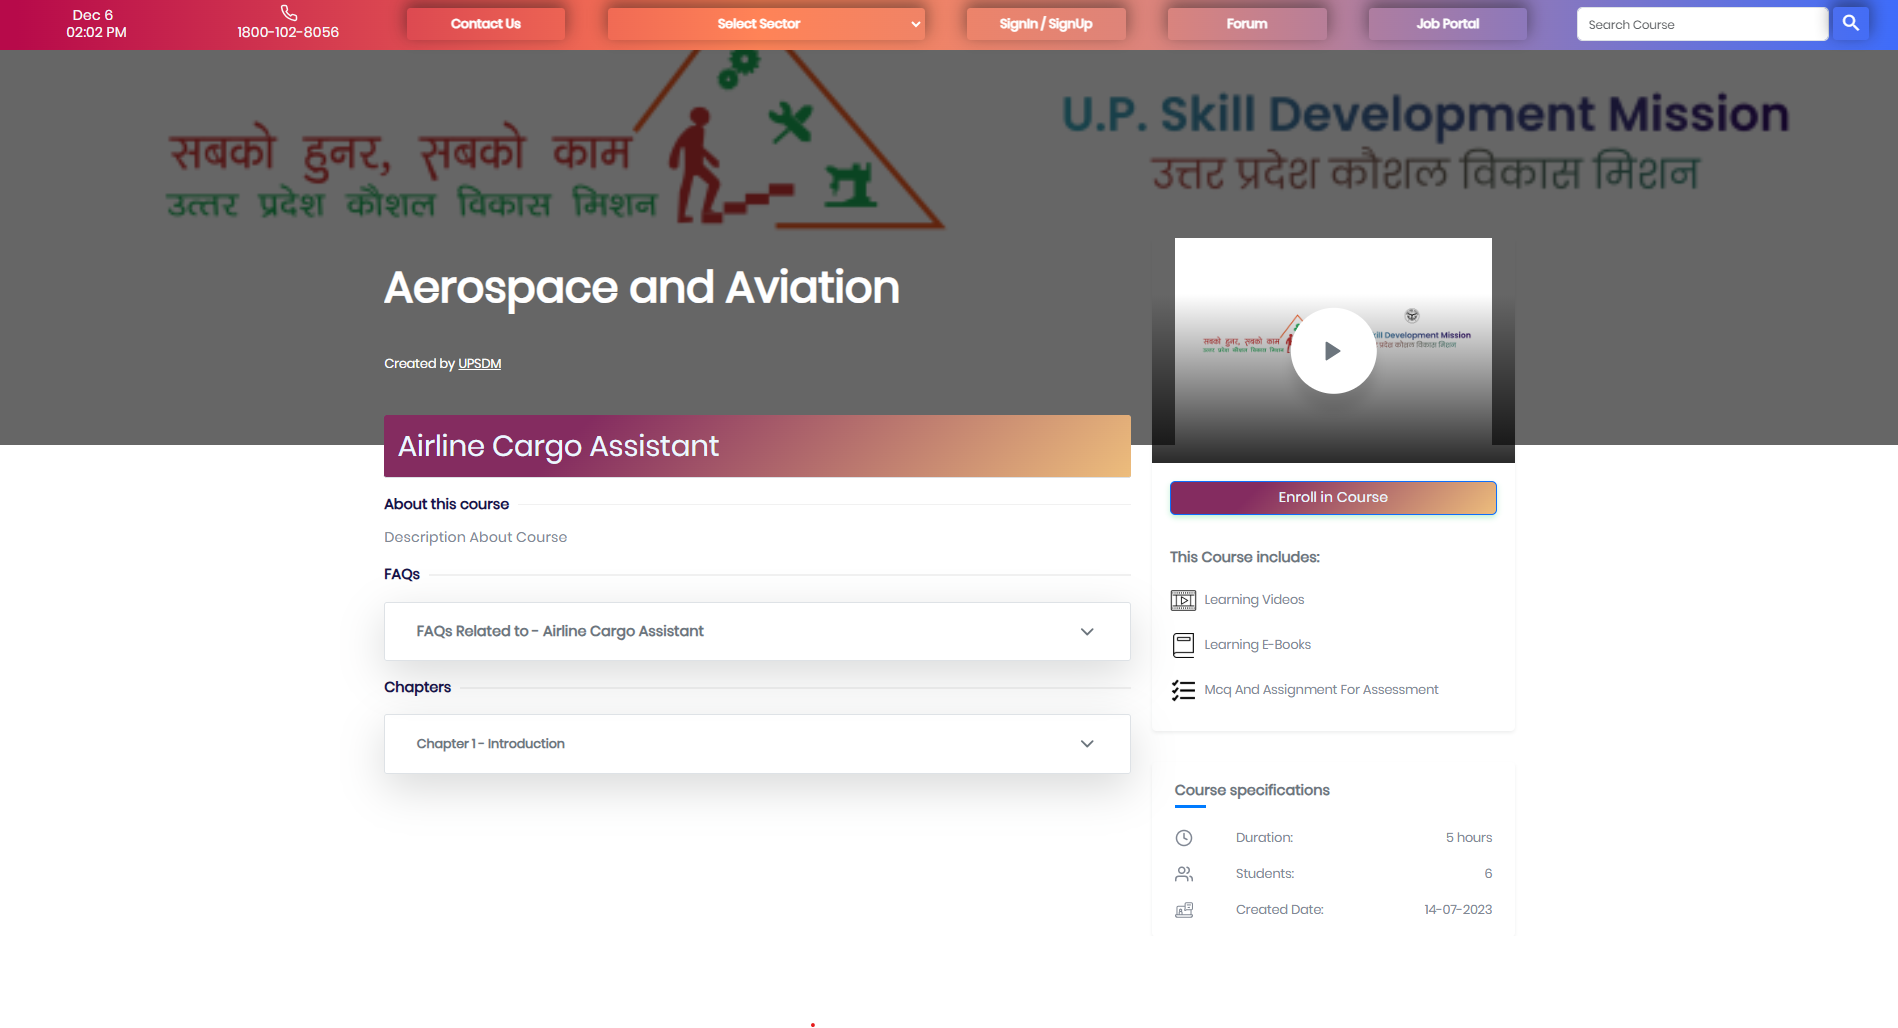 Dec 6
02:02 PM
1800-102-8056
Contact Us
Select Sector
SignIn / SignUp
Forum
Job Portal
Search Course
सबको हुनर, सबको काम
उत्तर प्रदेश कौशल विकास मिशन
U.P. Skill Development Mission
उत्तर प्रदेश कौशल विकास मिशन
Aerospace and Aviation
Created by UPSDM
सबको हुनर, सबको काम
उत्तर प्रदेश कौशल विकास मिशन
kill Development Mission
प्रदेश कौशल विकास मिशन
Airline Cargo Assistant
About this course
Description About Course
FAQs
FAQs Related to - Airline Cargo Assistant
Chapters
Chapter 1 - Introduction
Enroll in Course
This Course includes:
Learning Videos
Learning E-Books
Mcq And Assignment For Assessment
Course specifications
Duration: 5 hours
Students: 6
Created Date: 14-07-2023